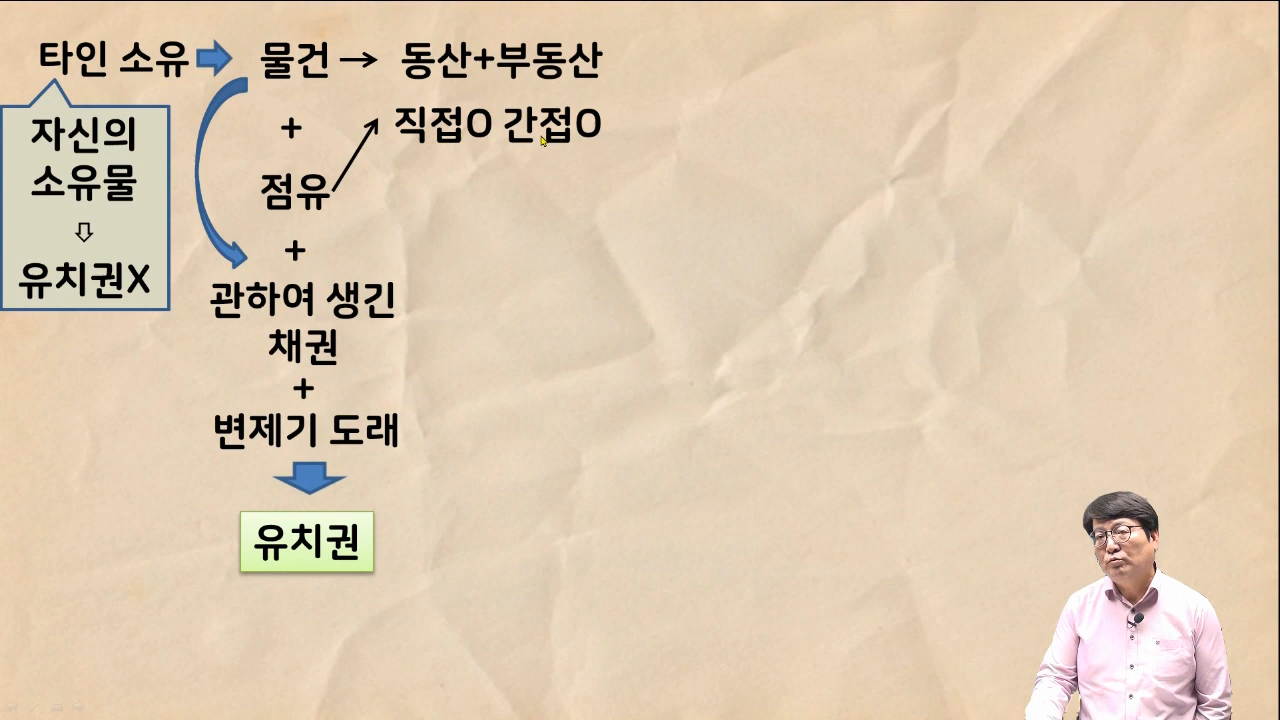 타인 소유 물건 → 동산+부동산
자신의
소유물
⇩
유치권X
+
직접O 간접O
점유
+
관하여 생긴
채권
+
변제기 도래
유치권